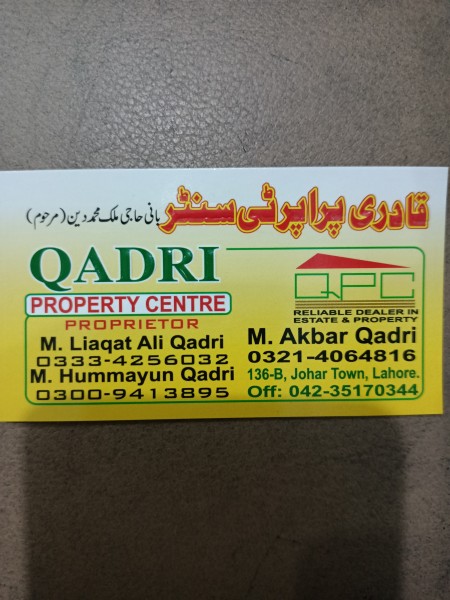 قادری پراپرٹی سنٹر بانی حاجی ملک محمد دین (مرحوم)
QADRI
PROPERTY CENTRE
PROPRIETOR
M. Liaqat Ali Qadri
0333-4256032
M. Hummayun Qadri
0300-9413895
QPC
RELIABLE DEALER IN
ESTATE & PROPERTY
M. Akbar Qadri
0321-4064816
136-B, Johar Town, Lahore.
Off: 042-35170344